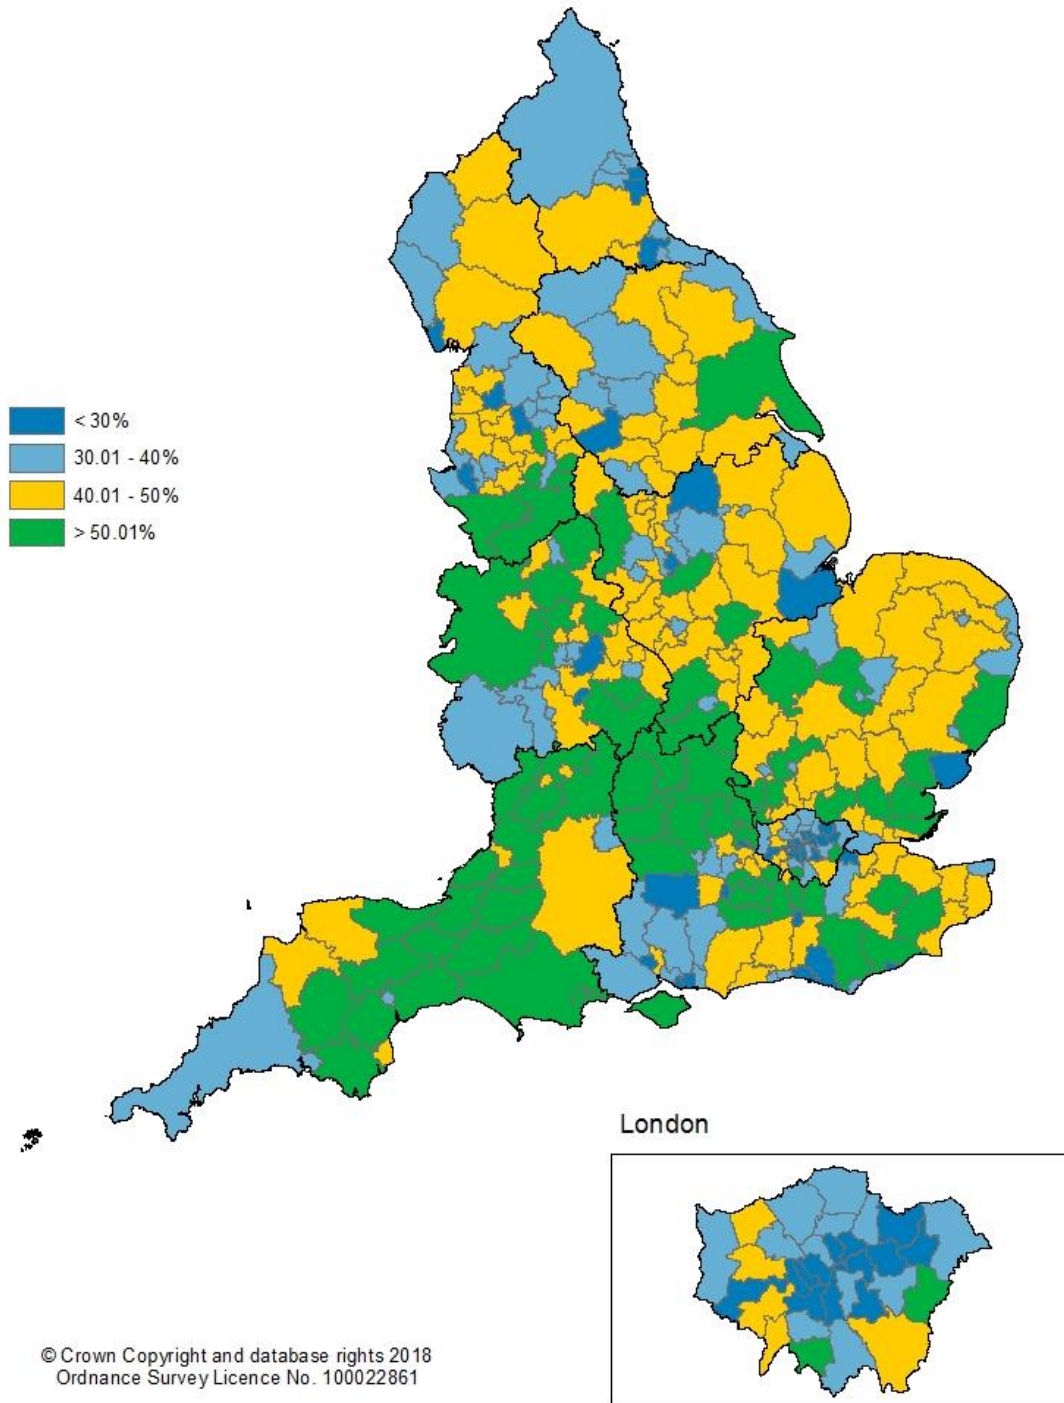 < 30%
30.01 - 40%
40.01 - 50%
> 50.01%
London
© Crown Copyright and database rights 2018
Ordnance Survey Licence No. 100022861